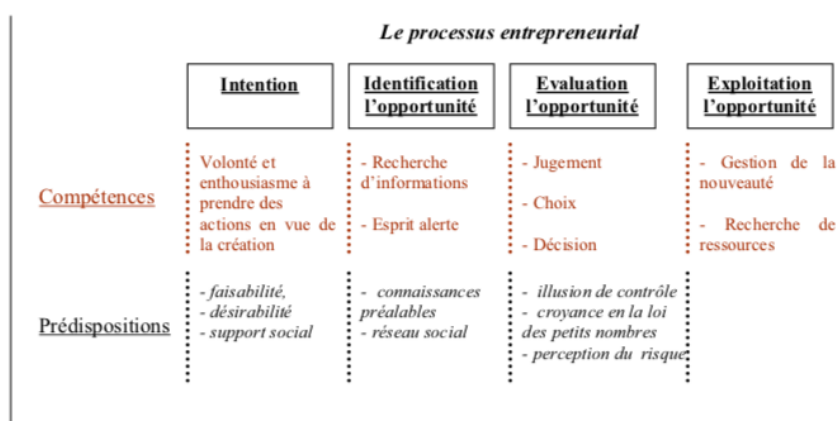 Le processus entrepreneurial
Intention
Identification
l'opportunité
Evaluation
l'opportunité
Exploitation
l'opportunité
Compétences
Volonté et
enthousiasme à
prendre des
actions en vue de
la création
- Recherche
d'informations
- Esprit alerte
- Jugement
- Choix
- Décision
- Gestion de la
nouveauté
- Recherche de
ressources
Prédispositions
- faisabilité,
- désirabilité
- support social
- connaissances
préalables
- réseau social
- illusion de contrôle
- croyance en la loi
des petits nombres
- perception du risque